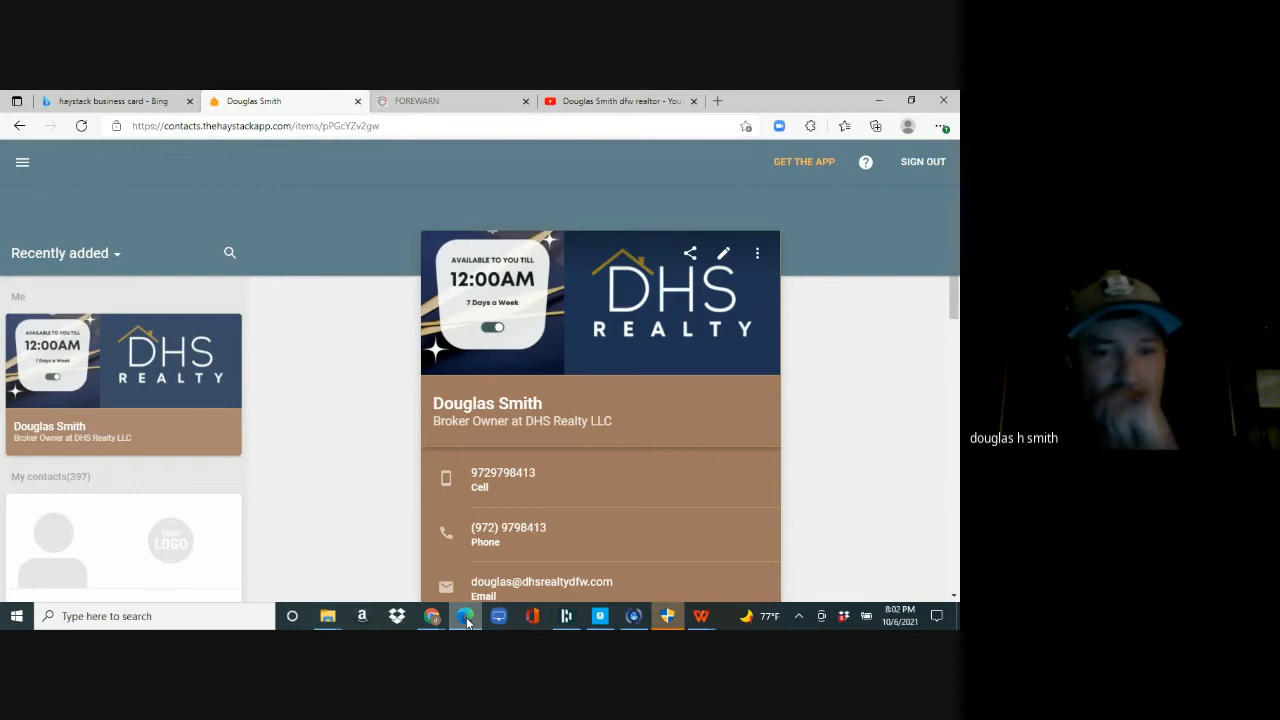 haystack business card - Bing
Douglas Smith
FOREWARN
Douglas Smith dfw realtor - You
https://contacts.thehaystackapp.com/items/pPGcYZv2gw
GET THE APP
?
SIGN OUT
Recently added
Me
AVAILABLE TO YOU TILL
12:00AM
7 Days a Week
DHS
REALTY
Douglas Smith
Broker Owner at DHS Realty LLC
My contacts(397)
YOUR
LOGO
AVAILABLE TO YOU TILL
12:00AM
7 Days a Week
DHS
REALTY
Douglas Smith
Broker Owner at DHS Realty LLC
9729798413
Cell
(972) 9798413
Phone
douglas@dhsrealtydfw.com
Email
douglas h smith
Type here to search
77°F
8:02 PM
10/6/2021